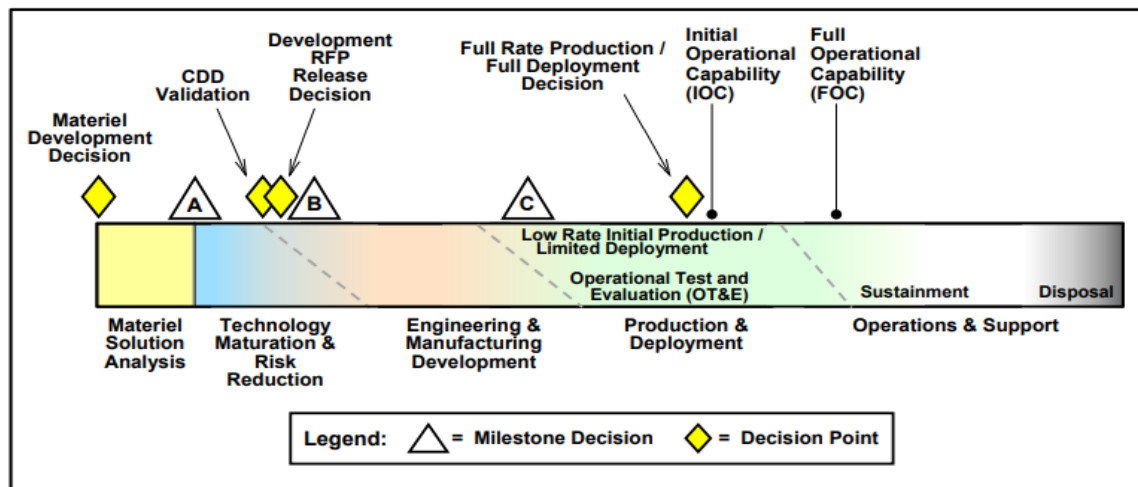 Materiel
Development
Decision
CDD
Validation
Development
RFP
Release
Decision
Full Rate Production /
Full Deployment
Decision
Initial
Operational
Capability
(IOC)
Full
Operational
Capability
(FOC)
A
B
C
Low Rate Initial Production /
Limited Deployment
Operational Test and
Evaluation (OT&E)
Sustainment
Disposal
Materiel
Solution
Analysis
Technology
Maturation &
Risk
Reduction
Engineering &
Manufacturing
Development
Production &
Deployment
Operations & Support
Legend: = Milestone Decision = Decision Point